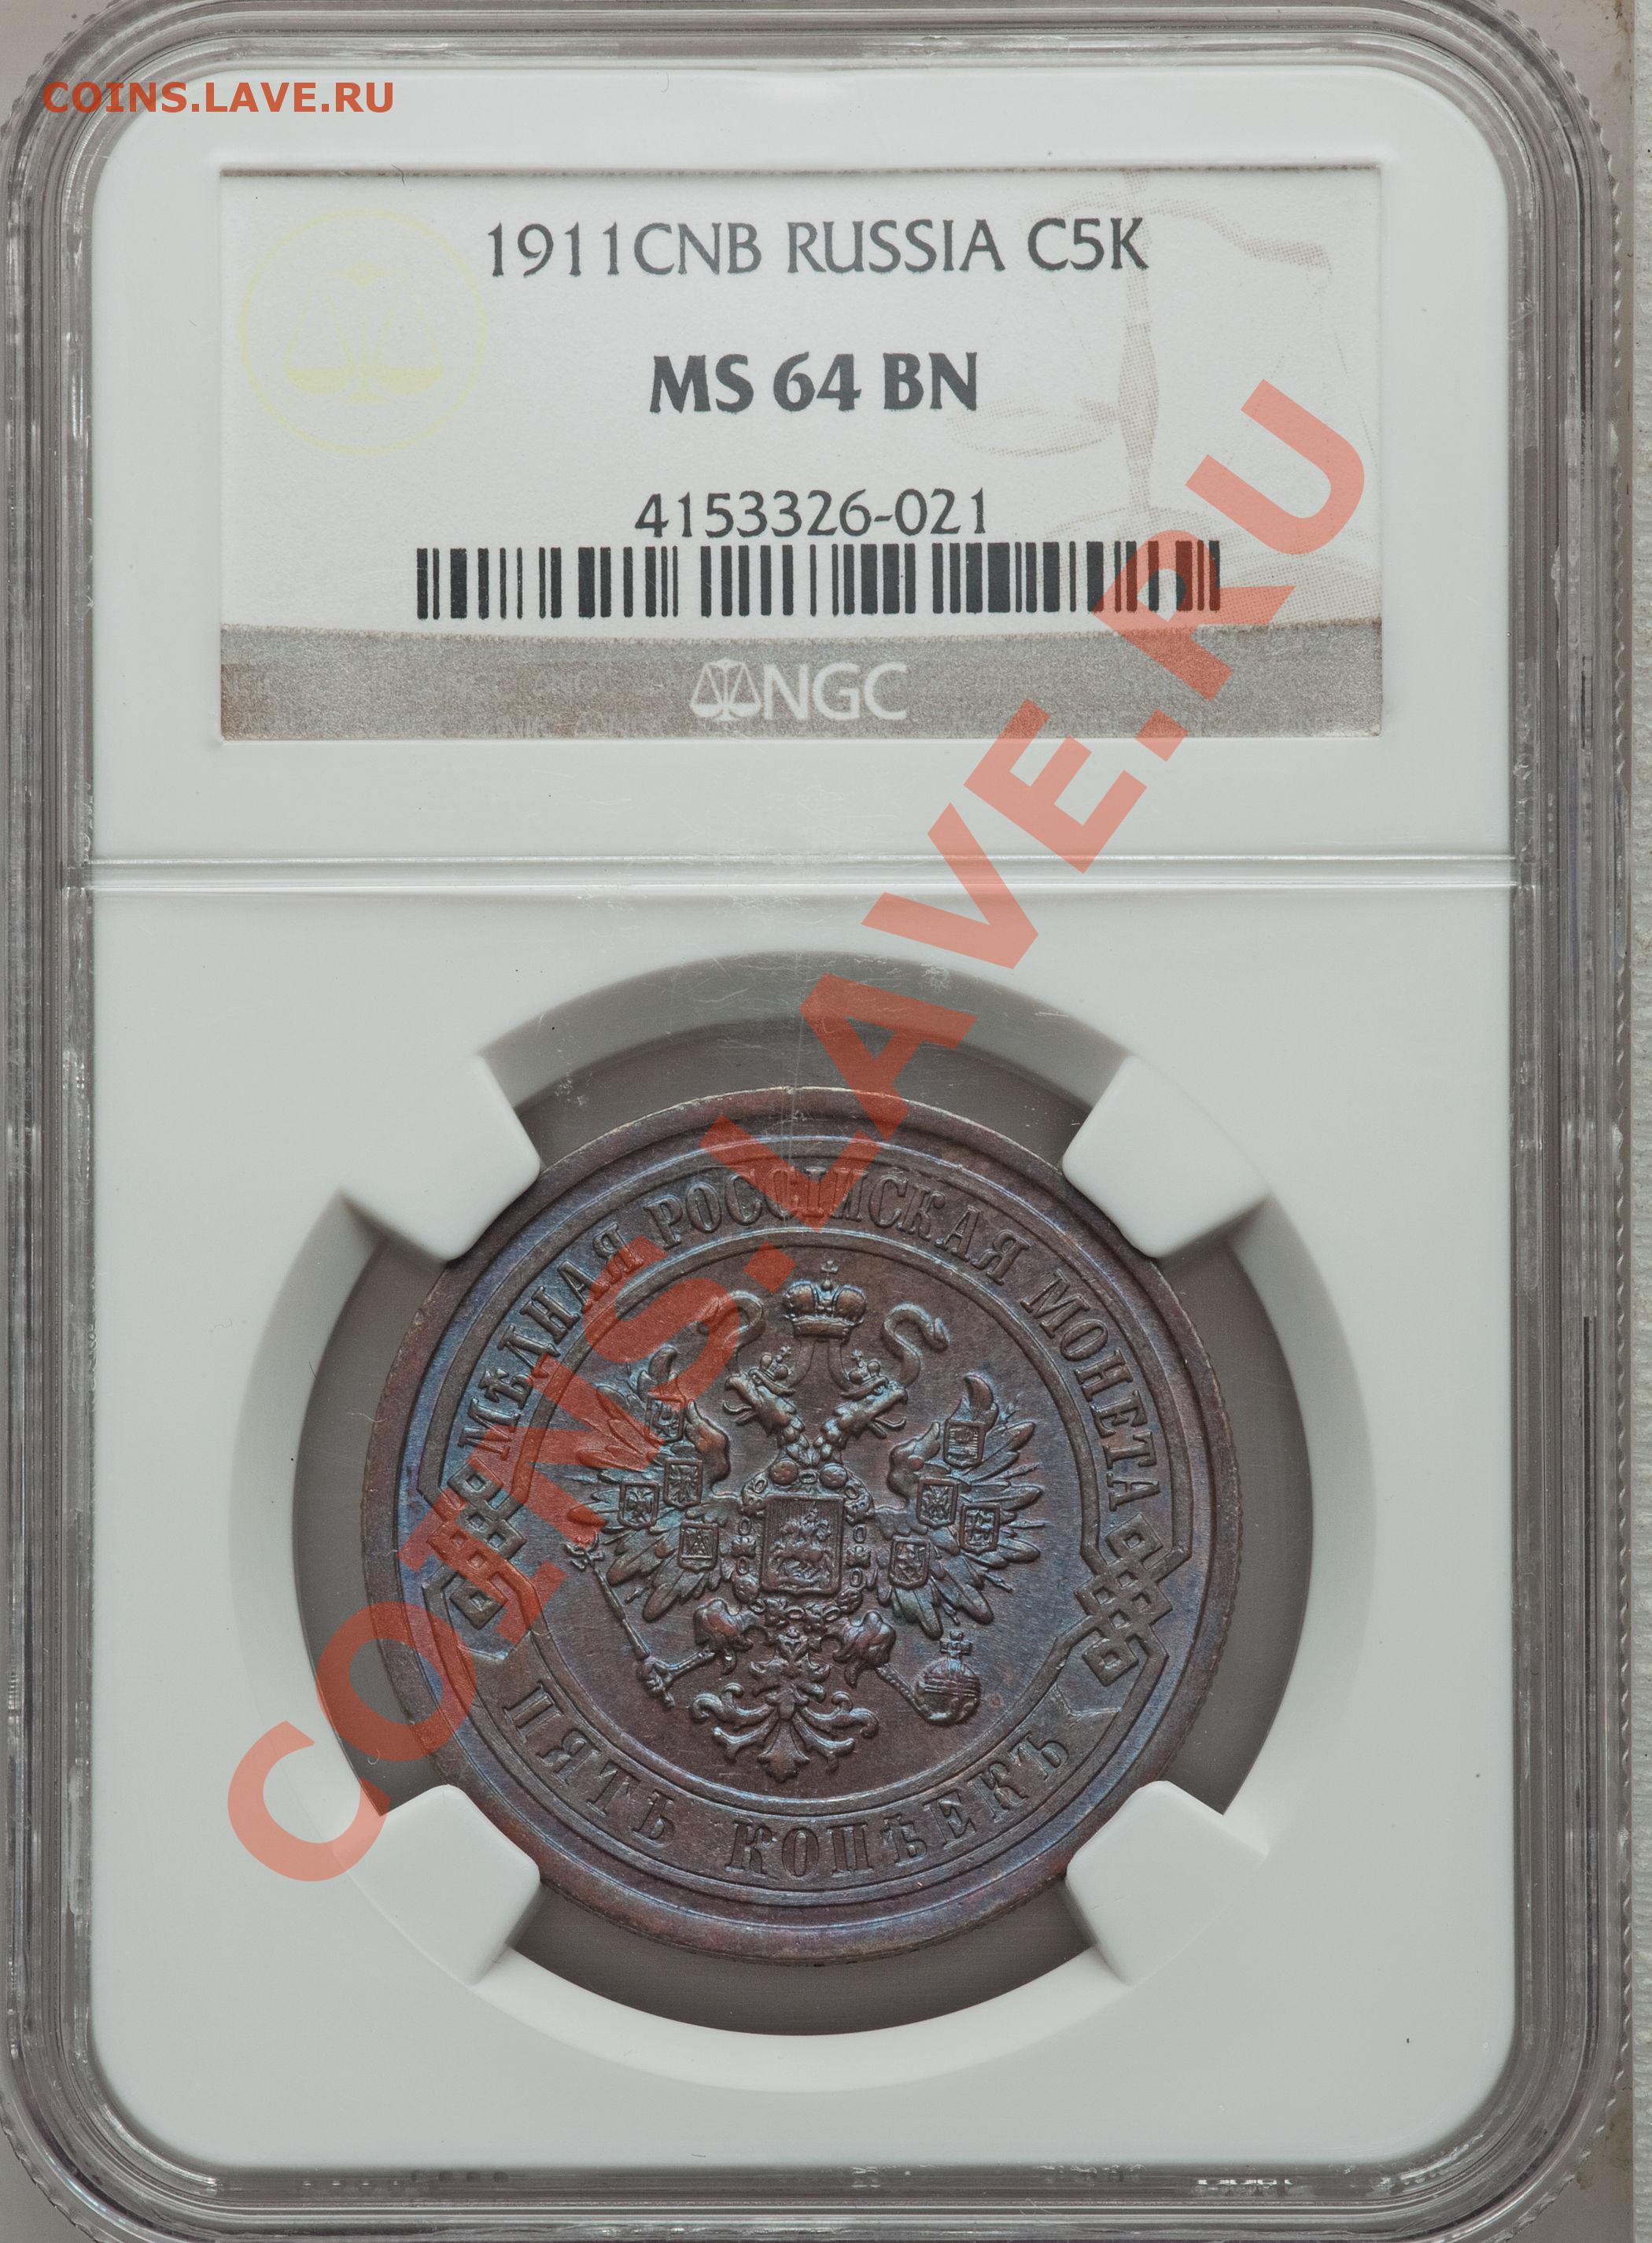 COINS.LAVE.RU
1911CNB RUSSIA C5K
MS 64 BN
4153326-021
NGC
COINS.LAVE.RU
МѢДНАЯ РОССІЙСКАЯ МОНЕТА
ПЯТЬ КОПѢЕКЪ